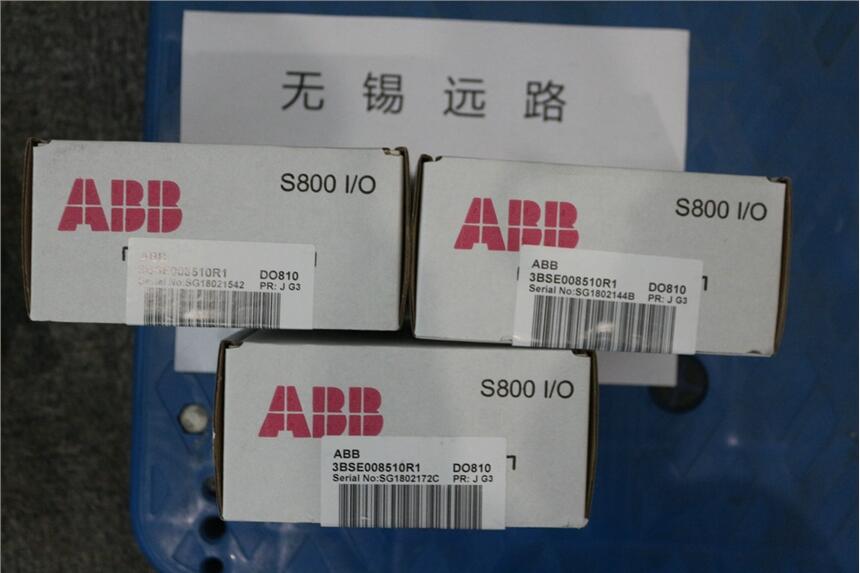 无锡远路
ABB
S800 I/O
ABB
3BSE008510R1 DO810
Serial No:SG18021542 PR: J G3
ABB
S800 I/O
ABB
3BSE008510R1 DO810
Serial No:SG1802144B PR: J G3
ABB
S800 I/O
ABB
3BSE008510R1 DO810
Serial No:SG1802172C PR: J G3